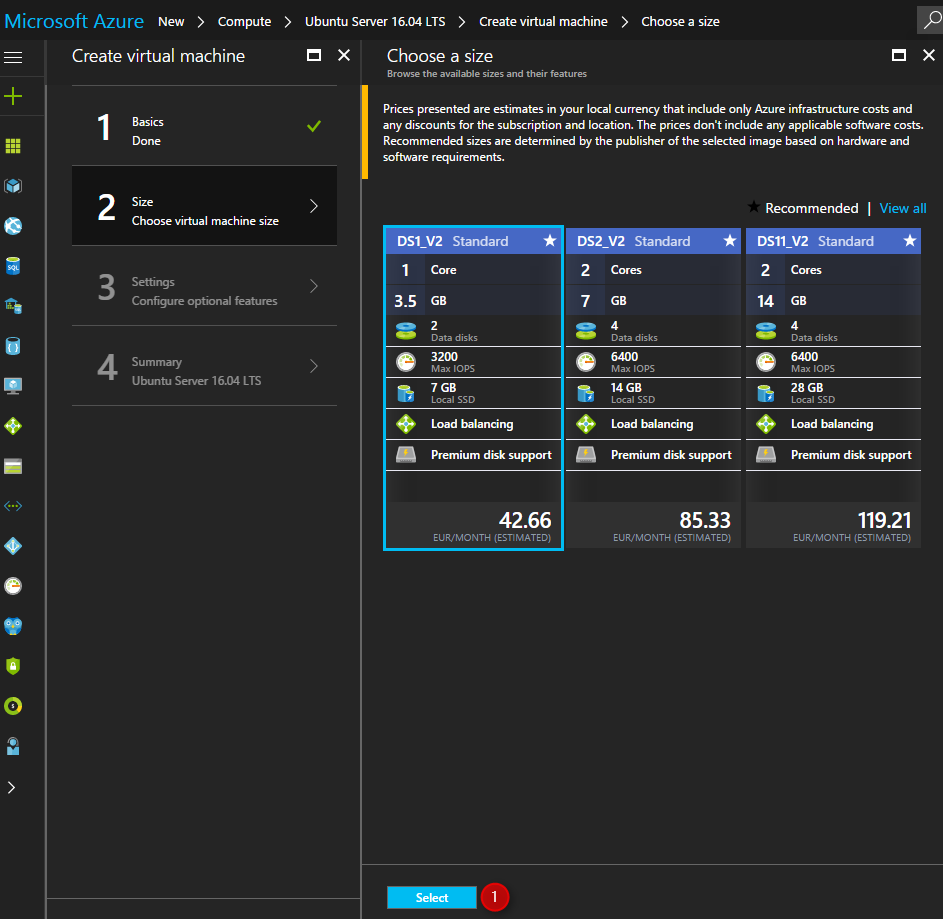 Microsoft Azure New > Compute > Ubuntu Server 16.04 LTS > Create virtual machine > Choose a size
Create virtual machine
1
Basics
Done
2
Size
Choose virtual machine size
3
Settings
Configure optional features
4
Summary
Ubuntu Server 16.04 LTS
Choose a size
Browse the available sizes and their features
Prices presented are estimates in your local currency that include only Azure infrastructure costs and
any discounts for the subscription and location. The prices don't include any applicable software costs.
Recommended sizes are determined by the publisher of the selected image based on hardware and
software requirements.
★ Recommended | View all
DS1_V2 Standard ★
1 Core
3.5 GB
2
Data disks
3200
Max IOPS
7 GB
Local SSD
Load balancing
Premium disk support
42.66
EUR/MONTH (ESTIMATED)
DS2_V2 Standard ★
2 Cores
7 GB
4
Data disks
6400
Max IOPS
14 GB
Local SSD
Load balancing
Premium disk support
85.33
EUR/MONTH (ESTIMATED)
DS11_V2 Standard ★
2 Cores
14 GB
4
Data disks
6400
Max IOPS
28 GB
Local SSD
Load balancing
Premium disk support
119.21
EUR/MONTH (ESTIMATED)
SQL
Select 1